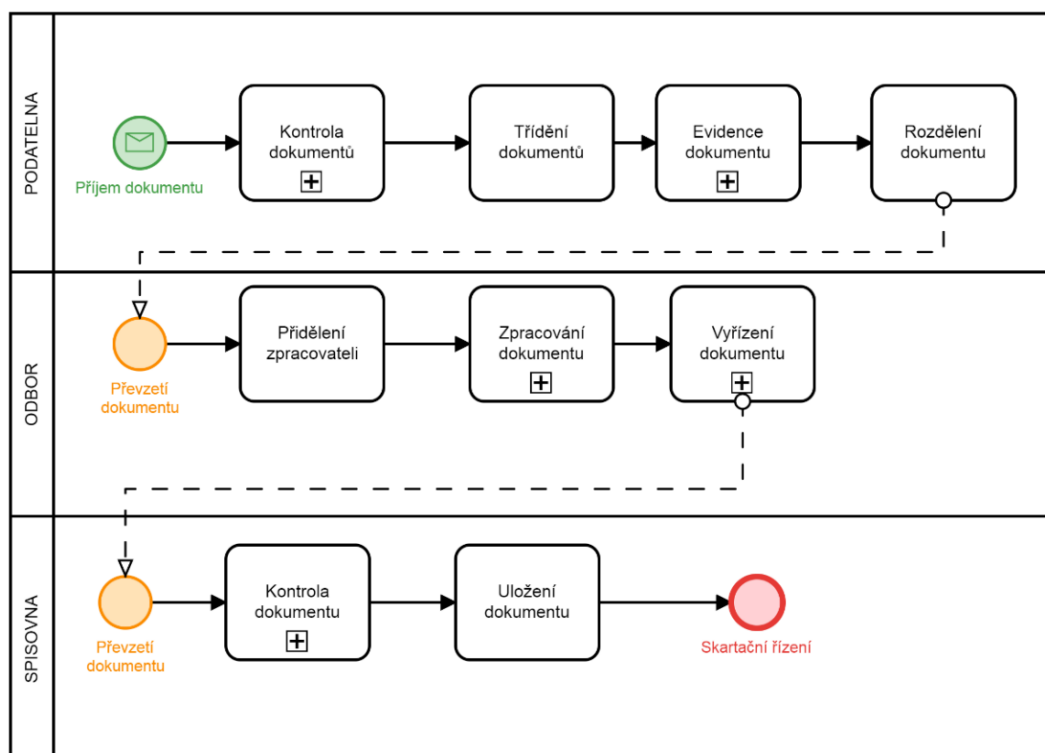 PODATELNA
Kontrola
dokumentů
Třídění
dokumentů
Evidence
dokumentu
Rozdělení
dokumentu
Příjem dokumentu
ODBOR
Přidělení
zpracovateli
Zpracování
dokumentu
Vyřízení
dokumentu
Převzetí
dokumentu
SPISOVNA
Kontrola
dokumentu
Uložení
dokumentu
Převzetí
dokumentu
Skartační řízení